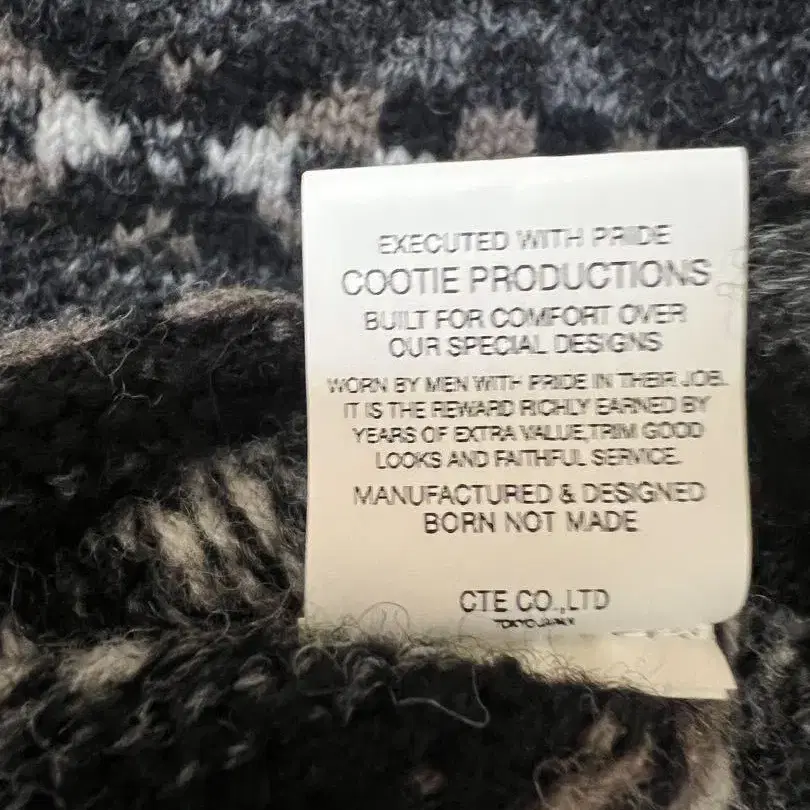 EXECUTED WITH PRIDE
COOTIE PRODUCTIONS
BUILT FOR COMFORT OVER
OUR SPECIAL DESIGNS
WORN BY MEN WITH PRIDE IN THEIR JOB.
IT IS THE REWARD RICHLY EARNED BY
YEARS OF EXTRA VALUE,TRIM GOOD
LOOKS AND FAITHFUL SERVICE.
MANUFACTURED & DESIGNED
BORN NOT MADE
CTE CO.,LTD
TOKYO JAPAN